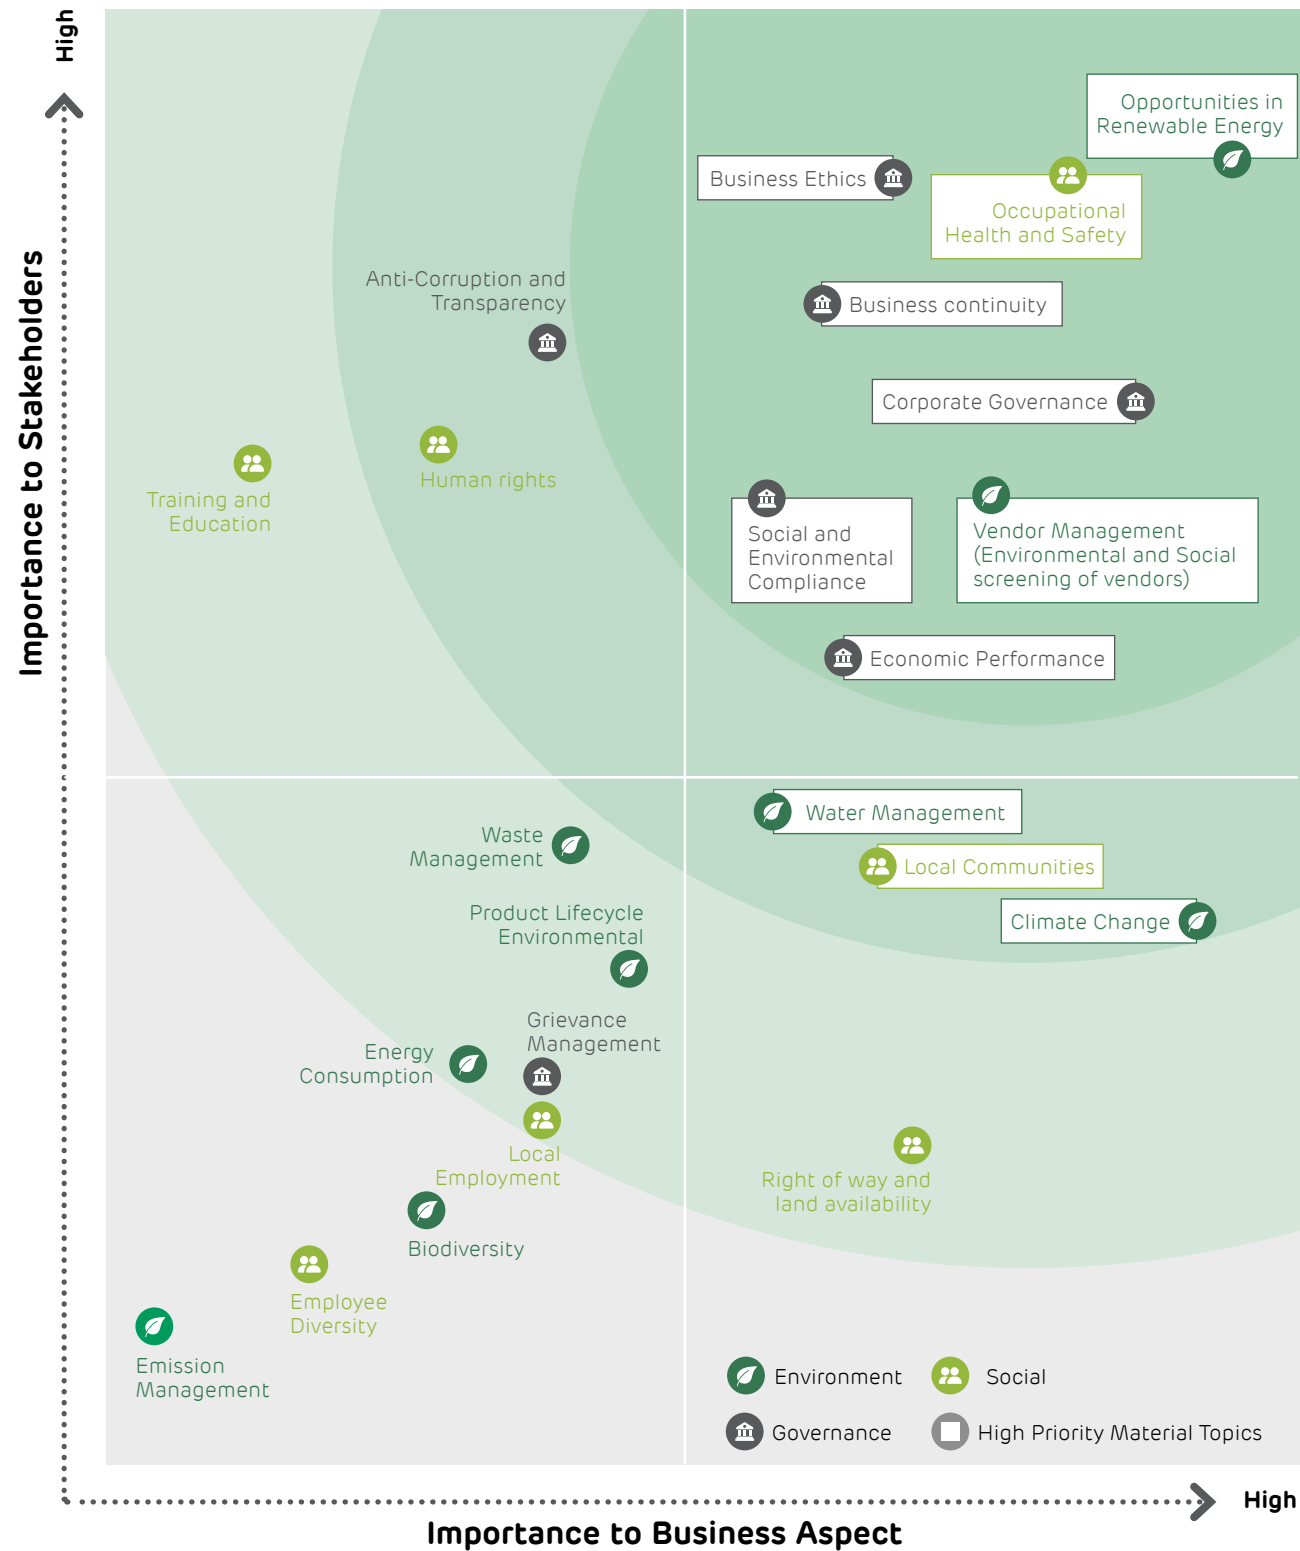 High
Importance to Stakeholders
Opportunities in
Renewable Energy
Business Ethics
Occupational
Health and Safety
Anti-Corruption and
Transparency
Business continuity
Corporate Governance
Human rights
Training and
Education
Social and
Environmental
Compliance
Vendor Management
(Environmental and Social
screening of vendors)
Economic Performance
Water Management
Waste
Management
Local Communities
Product Lifecycle
Environmental
Climate Change
Grievance
Management
Energy
Consumption
Local
Employment
Right of way and
land availability
Biodiversity
Employee
Diversity
Emission
Management
Environment
Social
Governance
High Priority Material Topics
High
Importance to Business Aspect